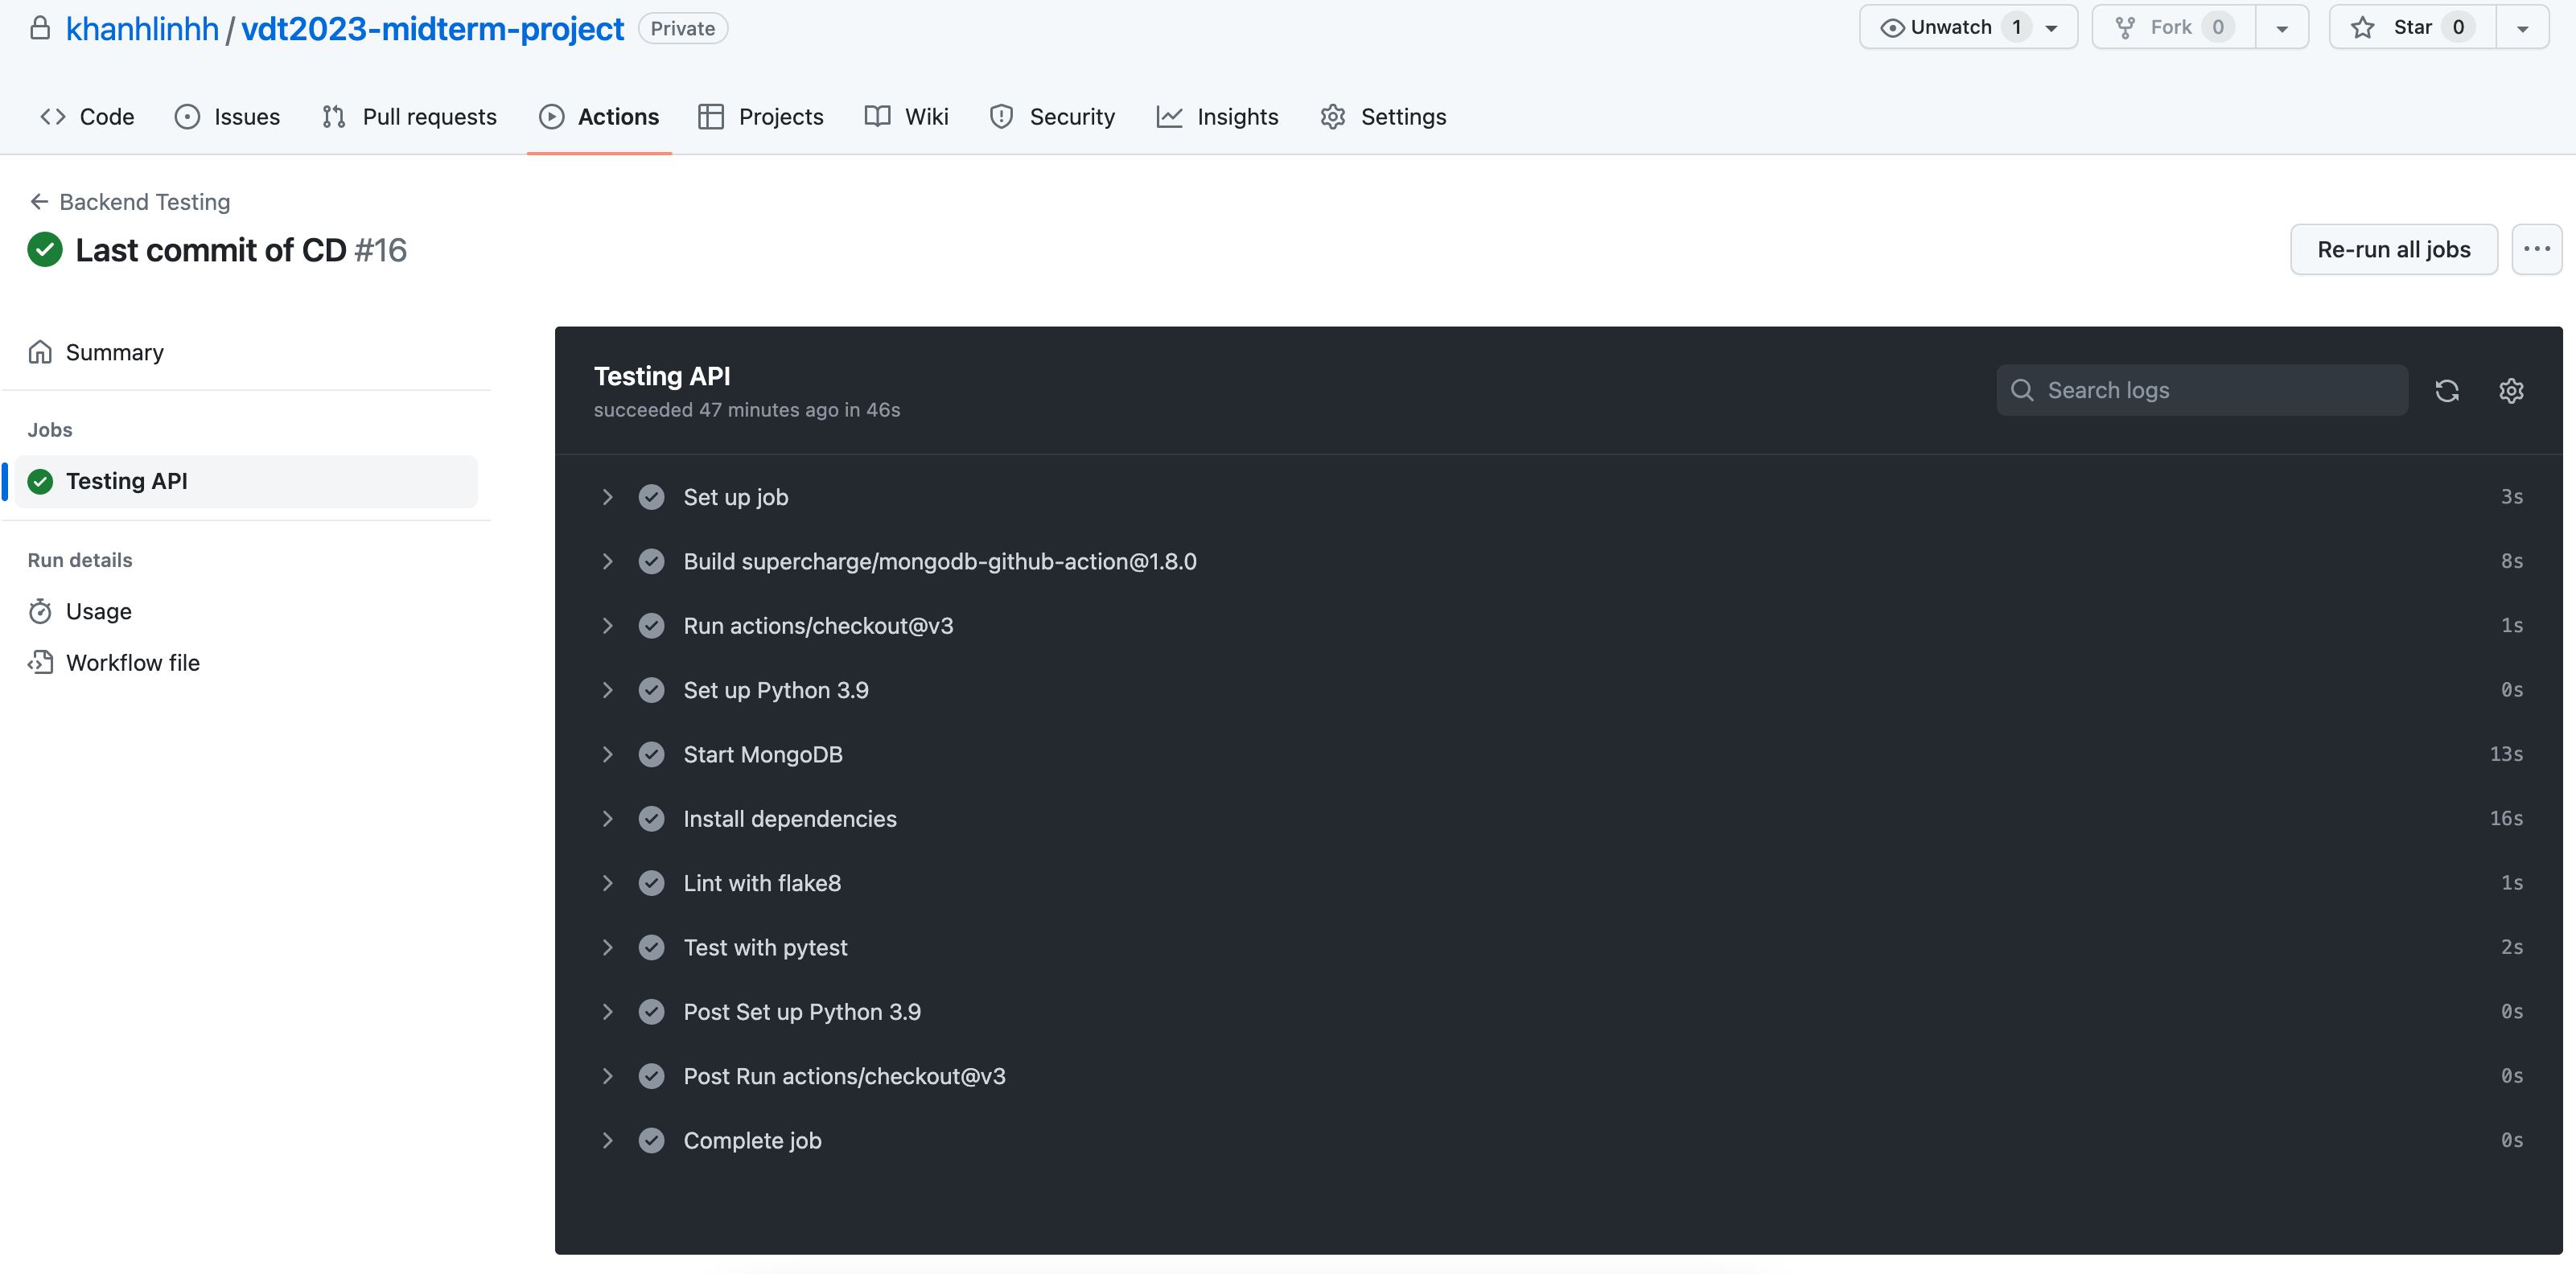 khanhlinhh / vdt2023-midterm-project Private Unwatch 1 Fork 0 Star 0
Code Issues Pull requests Actions Projects Wiki Security Insights Settings
Backend Testing
Last commit of CD #16
Re-run all jobs
Summary
Jobs
Testing API
Run details
Usage
Workflow file
Testing API
succeeded 47 minutes ago in 46s
Search logs
Set up job 3s
Build supercharge/mongodb-github-action@1.8.0 8s
Run actions/checkout@v3 1s
Set up Python 3.9 0s
Start MongoDB 13s
Install dependencies 16s
Lint with flake8 1s
Test with pytest 2s
Post Set up Python 3.9 0s
Post Run actions/checkout@v3 0s
Complete job 0s